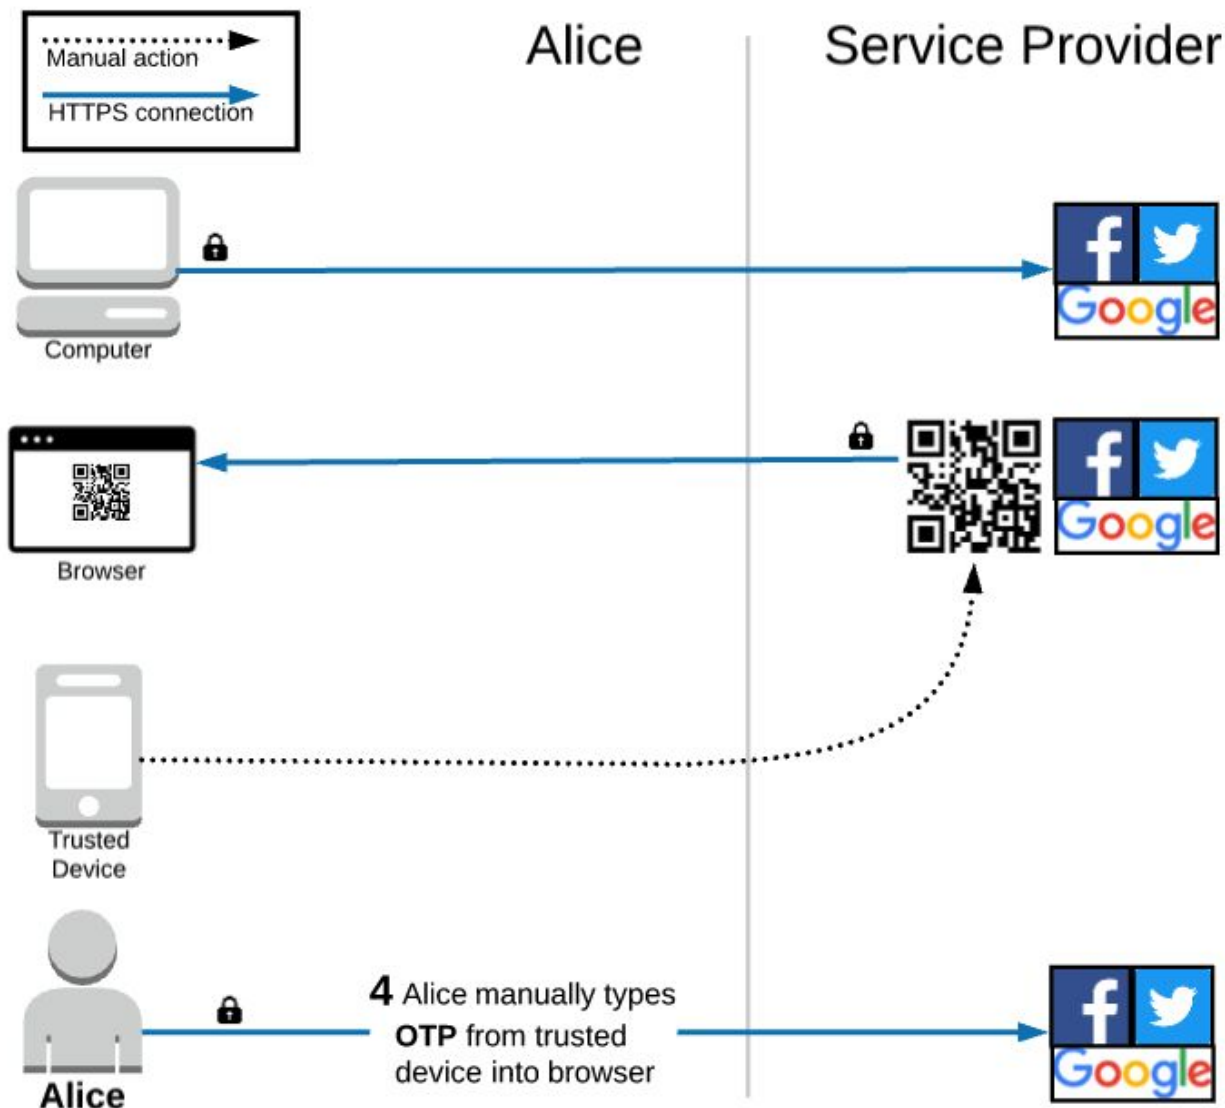 Manual action
HTTPS connection
Alice
Service Provider
Computer
f
Google
Browser
f
Google
Trusted
Device
4 Alice manually types
OTP from trusted
device into browser
Alice
f
Google